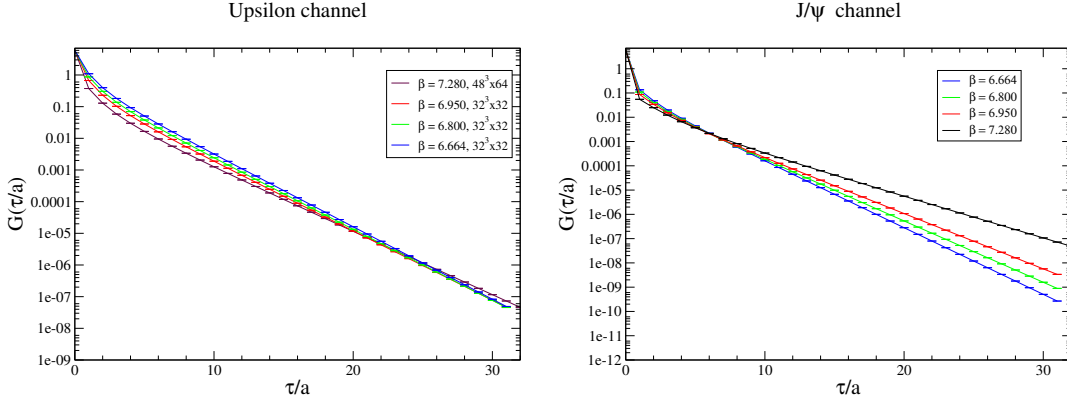 Upsilon channel
G(τ/a)
1
0.1
0.01
0.001
0.0001
1e-05
1e-06
1e-07
1e-08
1e-09
β = 7.280, 48³x64
β = 6.950, 32³x32
β = 6.800, 32³x32
β = 6.664, 32³x32
0 10 20 30
τ/a
J/ψ channel
G(τ/a)
1
0.1
0.01
0.001
0.0001
1e-05
1e-06
1e-07
1e-08
1e-09
1e-10
1e-11
1e-12
β = 6.664
β = 6.800
β = 6.950
β = 7.280
0 10 20 30
τ/a